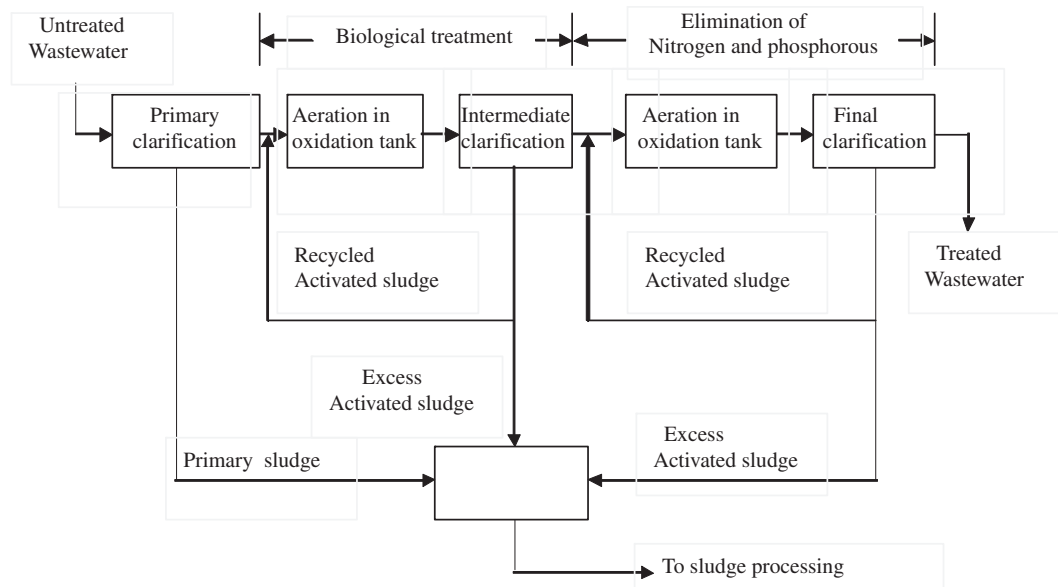 Untreated
Wastewater
Biological treatment
Elimination of
Nitrogen and phosphorous
Primary
clarification
Aeration in
oxidation tank
Intermediate
clarification
Aeration in
oxidation tank
Final
clarification
Recycled
Activated sludge
Recycled
Activated sludge
Treated
Wastewater
Excess
Activated sludge
Primary sludge
Excess
Activated sludge
To sludge processing